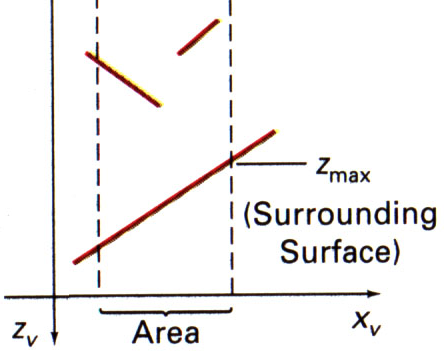 z_max
(Surrounding
Surface)
z_v
Area
x_v